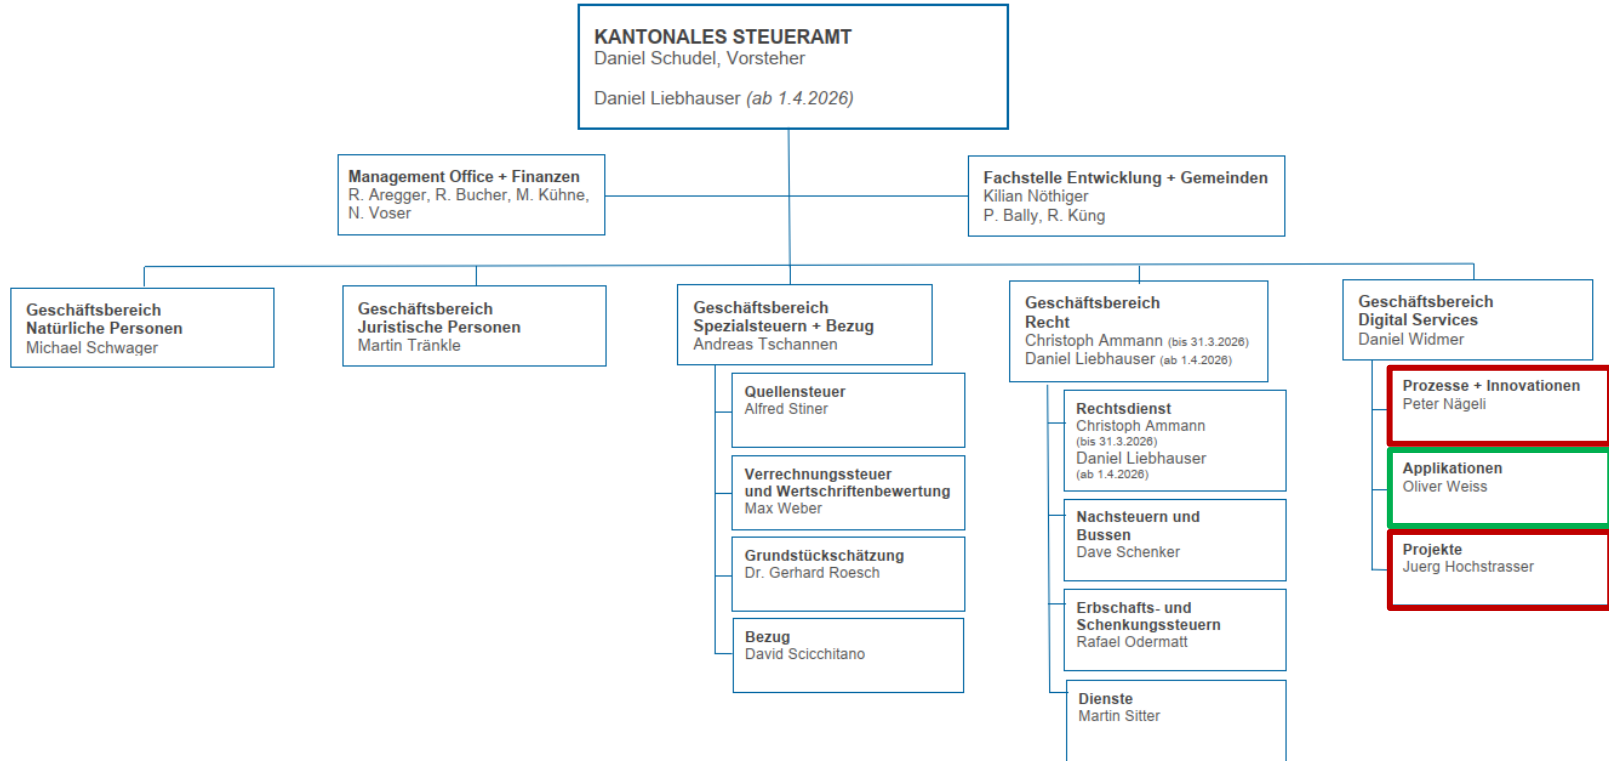 KANTONALES STEUERAMT
Daniel Schudel, Vorsteher
Daniel Liebhauser (ab 1.4.2026)
Management Office + Finanzen
R. Aregger, R. Bucher, M. Kühne,
N. Voser
Fachstelle Entwicklung + Gemeinden
Kilian Nöthiger
P. Bally, R. Küng
Geschäftsbereich
Natürliche Personen
Michael Schwager
Geschäftsbereich
Juristische Personen
Martin Tränkle
Geschäftsbereich
Spezialsteuern + Bezug
Andreas Tschannen
Quellensteuer
Alfred Stiner
Verrechnungssteuer
und Wertschriftenbewertung
Max Weber
Grundstückschätzung
Dr. Gerhard Roesch
Bezug
David Scicchitano
Geschäftsbereich
Recht
Christoph Ammann (bis 31.3.2026)
Daniel Liebhauser (ab 1.4.2026)
Rechtsdienst
Christoph Ammann
(bis 31.3.2026)
Daniel Liebhauser
(ab 1.4.2026)
Nachsteuern und
Bussen
Dave Schenker
Erbschafts- und
Schenkungssteuern
Rafael Odermatt
Dienste
Martin Sitter
Geschäftsbereich
Digital Services
Daniel Widmer
Prozesse + Innovationen
Peter Nägeli
Applikationen
Oliver Weiss
Projekte
Juerg Hochstrasser